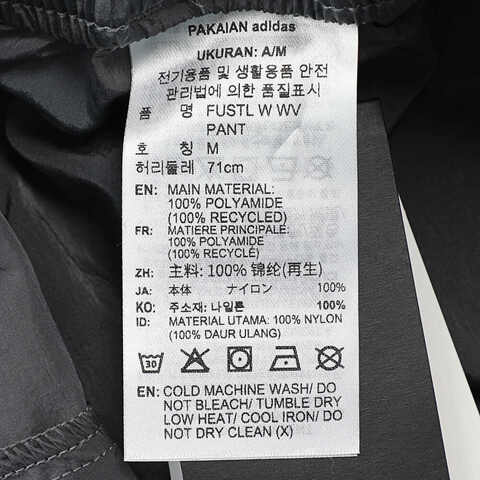 PAKAIAN adidas
UKURAN: A/M
전기용품 및 생활용품 안전
관리법에 의한 품질표시
품 명 FUSTL W WV
PANT
호 칭 M
허리둘레 71cm
EN: MAIN MATERIAL:
100% POLYAMIDE
(100% RECYCLED)
FR: MATIERE PRINCIPALE:
100% POLYAMIDE
(100% RECYCLÉ)
ZH: 主料: 100% 锦纶(再生)
JA: 本体 ナイロン 100%
KO: 주소재: 나일론 100%
ID: MATERIAL UTAMA: 100% NYLON
(100% DAUR ULANG)
30
EN: COLD MACHINE WASH/ DO
NOT BLEACH/ TUMBLE DRY
LOW HEAT/ COOL IRON/ DO
NOT DRY CLEAN (X)